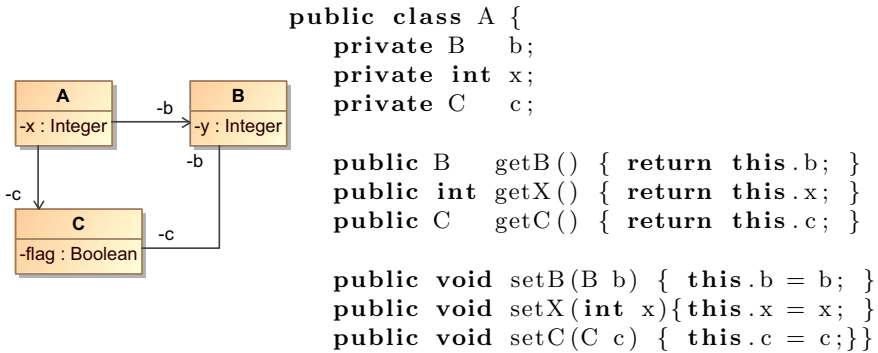 A
-x : Integer
-b
B
-y : Integer
-b
-c
C
-flag : Boolean
-c
public class A {
private B b;
private int x;
private C c;
public B getB() { return this.b; }
public int getX() { return this.x; }
public C getC() { return this.c; }
public void setB(B b) { this.b = b; }
public void setX(int x){this.x = x; }
public void setC(C c) { this.c = c;}}